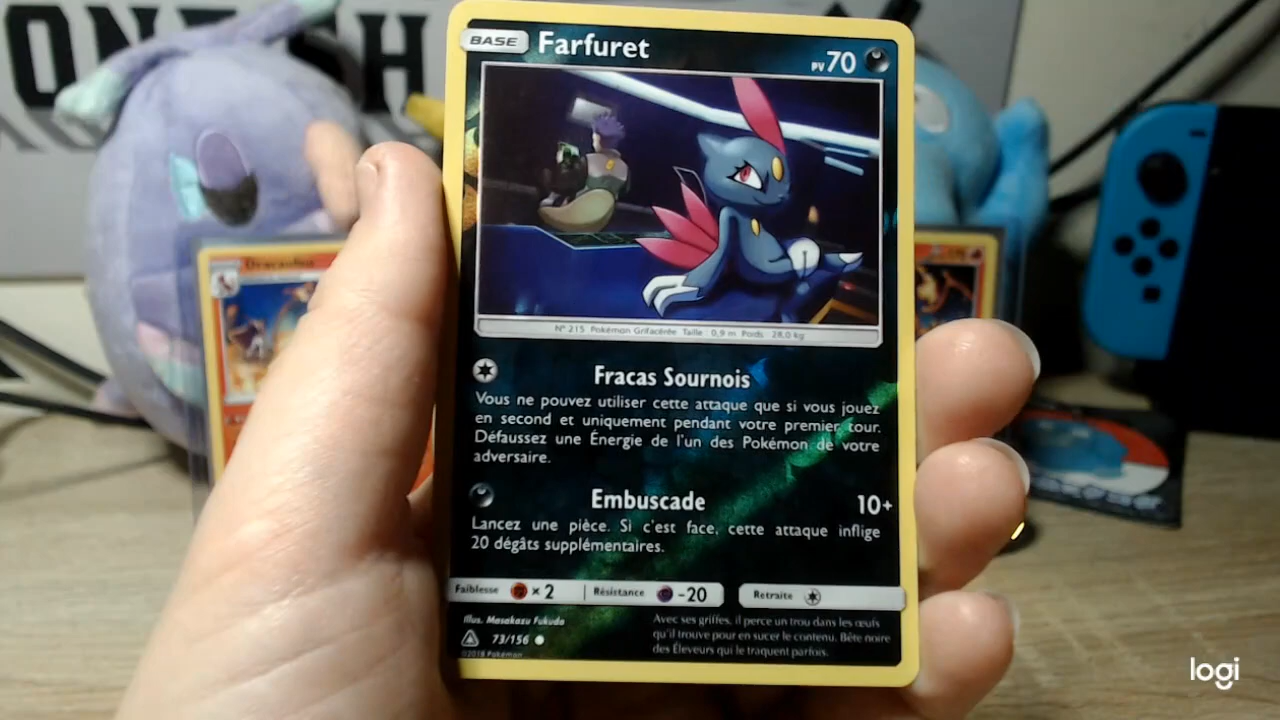 BASE Farfuret PV 70
N° 215 Pokémon Grifacérée Taille : 0,9 m Poids : 28,0 kg
Fracas Sournois
Vous ne pouvez utiliser cette attaque que si vous jouez
en second et uniquement pendant votre premier tour.
Défaussez une Énergie de l'un des Pokémon de votre
adversaire.
Embuscade 10+
Lancez une pièce. Si c'est face, cette attaque inflige
20 dégâts supplémentaires.
Faiblesse × 2 Résistance -20 Retraite
Illus. Masakazu Fukuda
73/156
©2018 Pokémon
Avec ses griffes, il perce un trou dans les œufs
qu'il trouve pour en sucer le contenu. Bête noire
des Éleveurs qui le traquent parfois.
Dracaufeu
logi